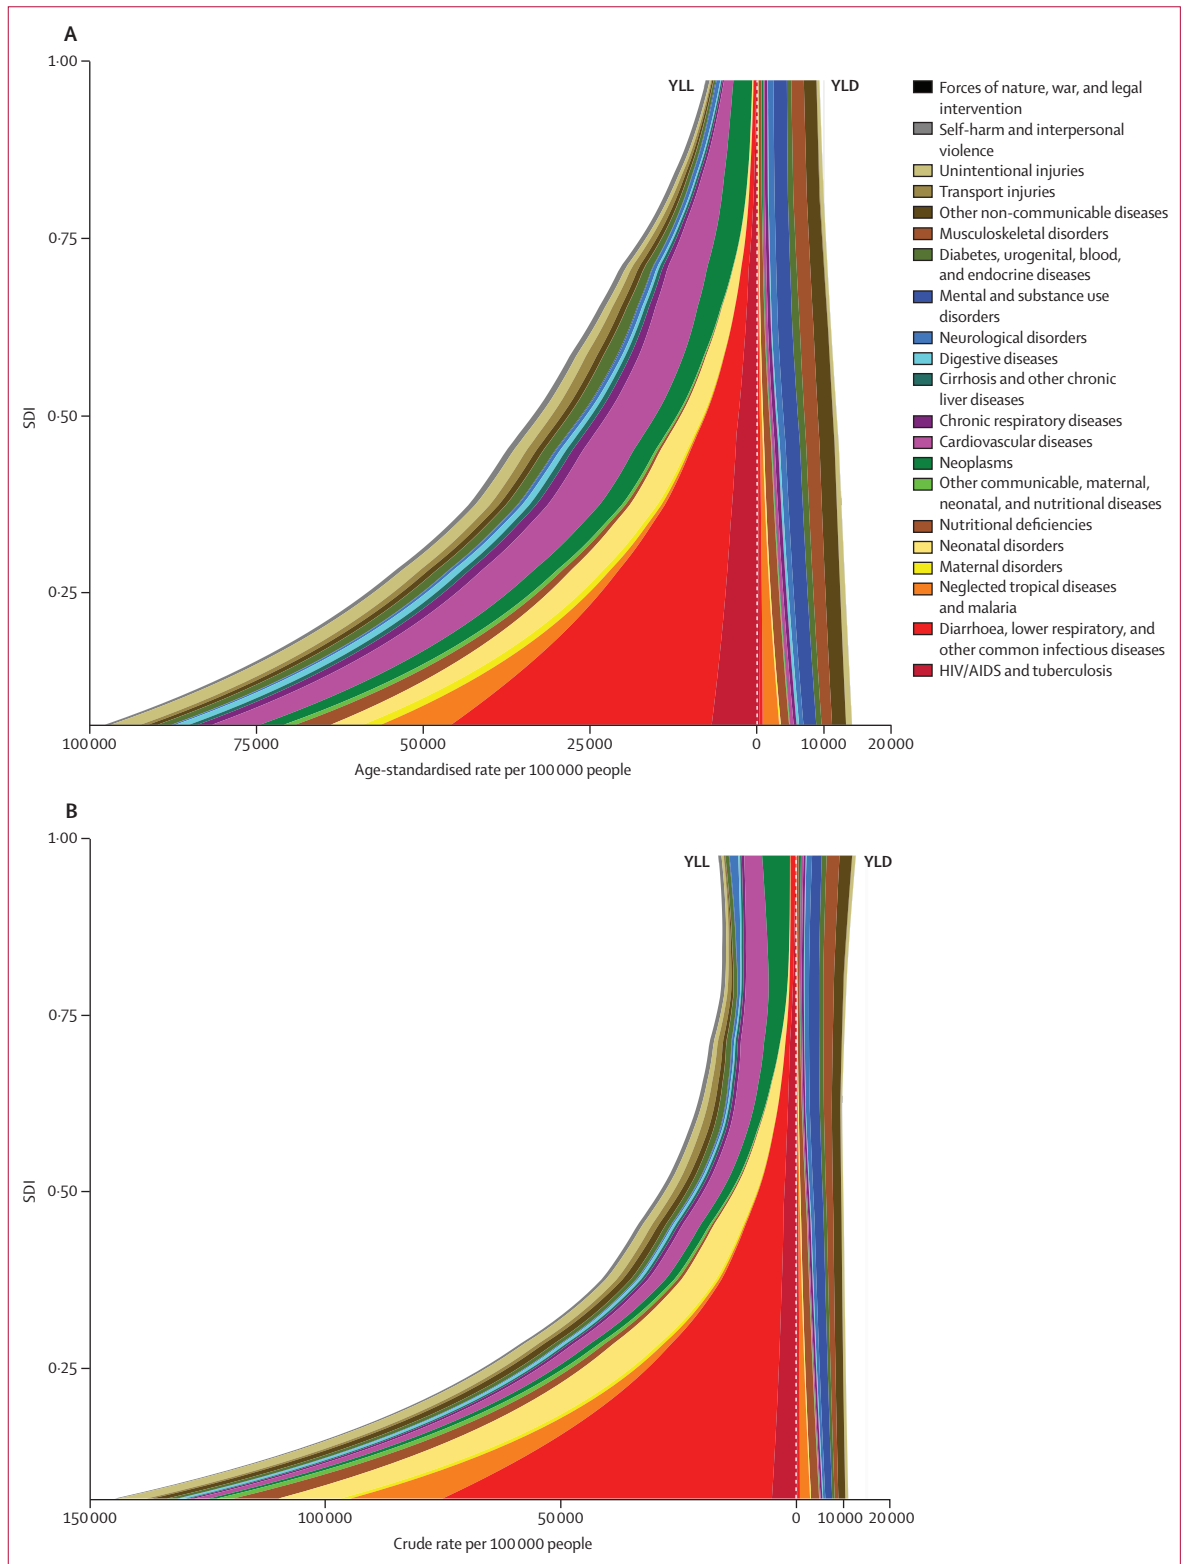 A
1·00
YLL
YLD
0·75
0·50
SDI
0·25
100 000
75 000
50 000
25 000
0
10 000
20 000
Age-standardised rate per 100 000 people
Forces of nature, war, and legal
intervention
Self-harm and interpersonal
violence
Unintentional injuries
Transport injuries
Other non-communicable diseases
Musculoskeletal disorders
Diabetes, urogenital, blood,
and endocrine diseases
Mental and substance use
disorders
Neurological disorders
Digestive diseases
Cirrhosis and other chronic
liver diseases
Chronic respiratory diseases
Cardiovascular diseases
Neoplasms
Other communicable, maternal,
neonatal, and nutritional diseases
Nutritional deficiencies
Neonatal disorders
Maternal disorders
Neglected tropical diseases
and malaria
Diarrhoea, lower respiratory, and
other common infectious diseases
HIV/AIDS and tuberculosis
B
1·00
YLL
YLD
0·75
0·50
SDI
0·25
150 000
100 000
50 000
0
10 000
20 000
Crude rate per 100 000 people